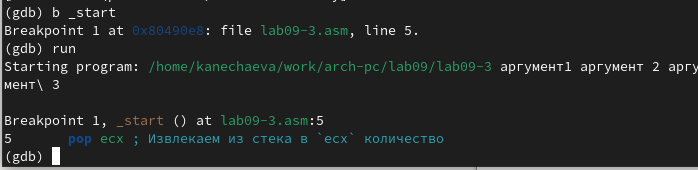 (gdb) b _start
Breakpoint 1 at 0x80490e8: file lab09-3.asm, line 5.
(gdb) run
Starting program: /home/kanechaeva/work/arch-pc/lab09/lab09-3 аргумент1 аргумент 2 аргу
мент\ 3
Breakpoint 1, _start () at lab09-3.asm:5
5 pop ecx ; Извлекаем из стека в `ecx` количество
(gdb)